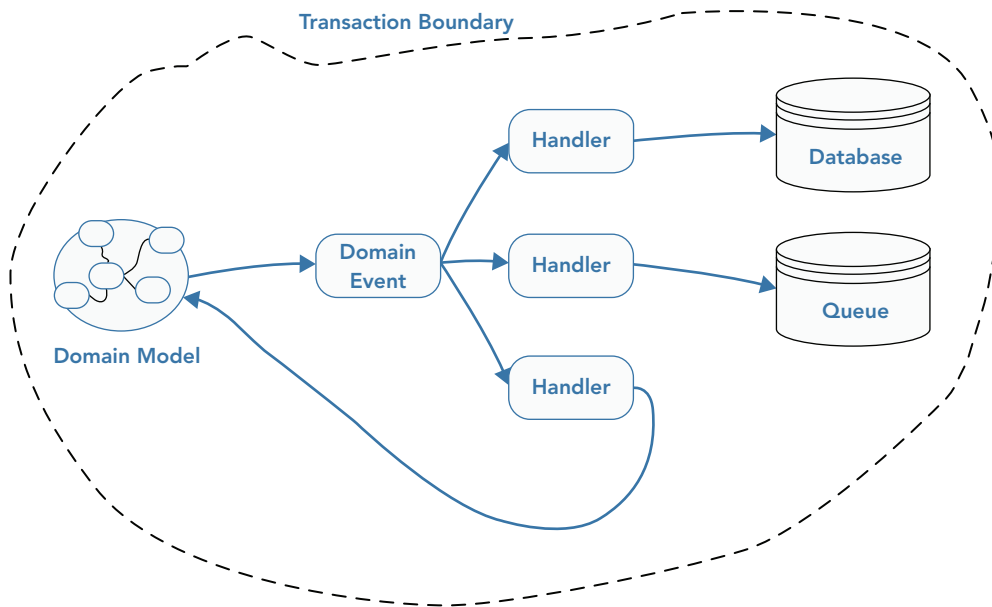 Transaction Boundary
Handler
Database
Domain
Event
Handler
Queue
Domain Model
Handler